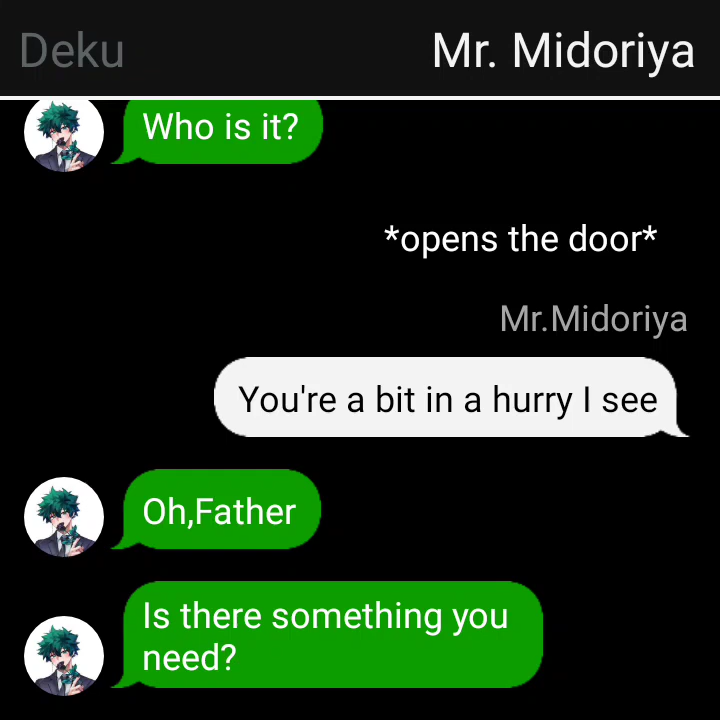 Deku
Mr. Midoriya
Who is it?
*opens the door*
Mr.Midoriya
You're a bit in a hurry I see
Oh,Father
Is there something you
need?